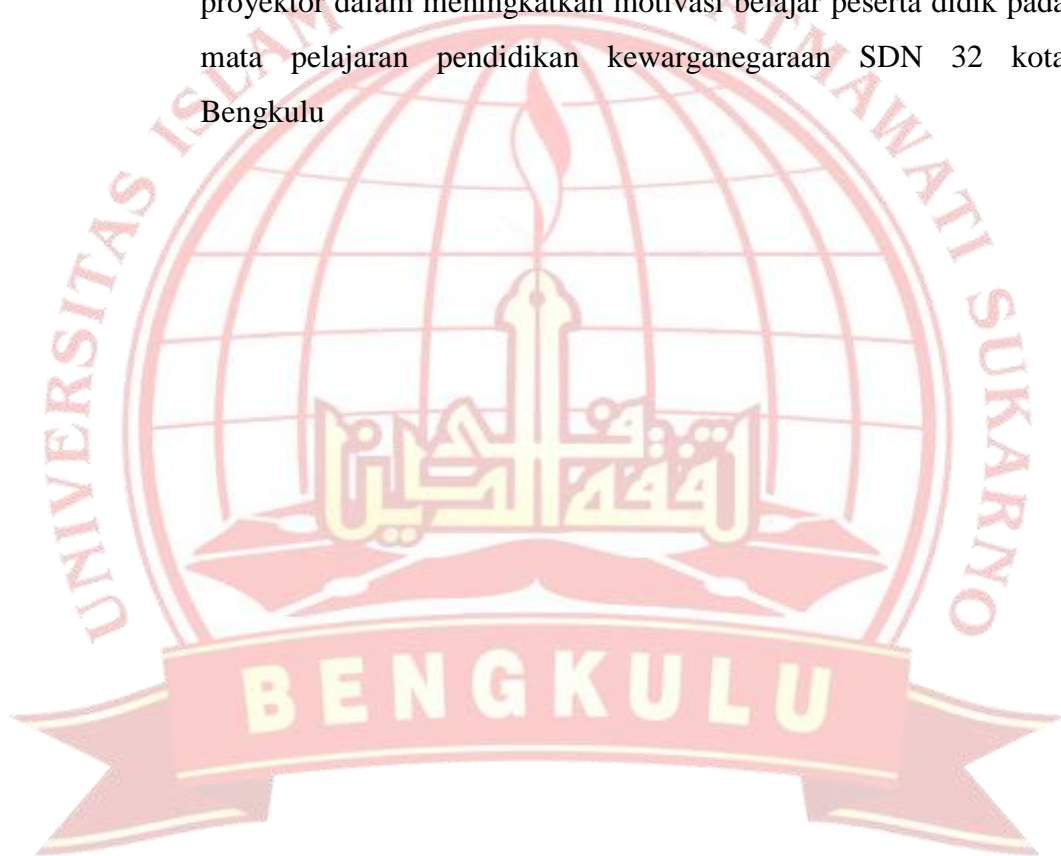 proyektor dalam meningkatkan motivasi belajar peserta didik pada
mata pelajaran pendidikan kewarganegaraan SDN 32 kota
Bengkulu
UNIVERSITAS ISLAM
SUKARNO
BENGKULU